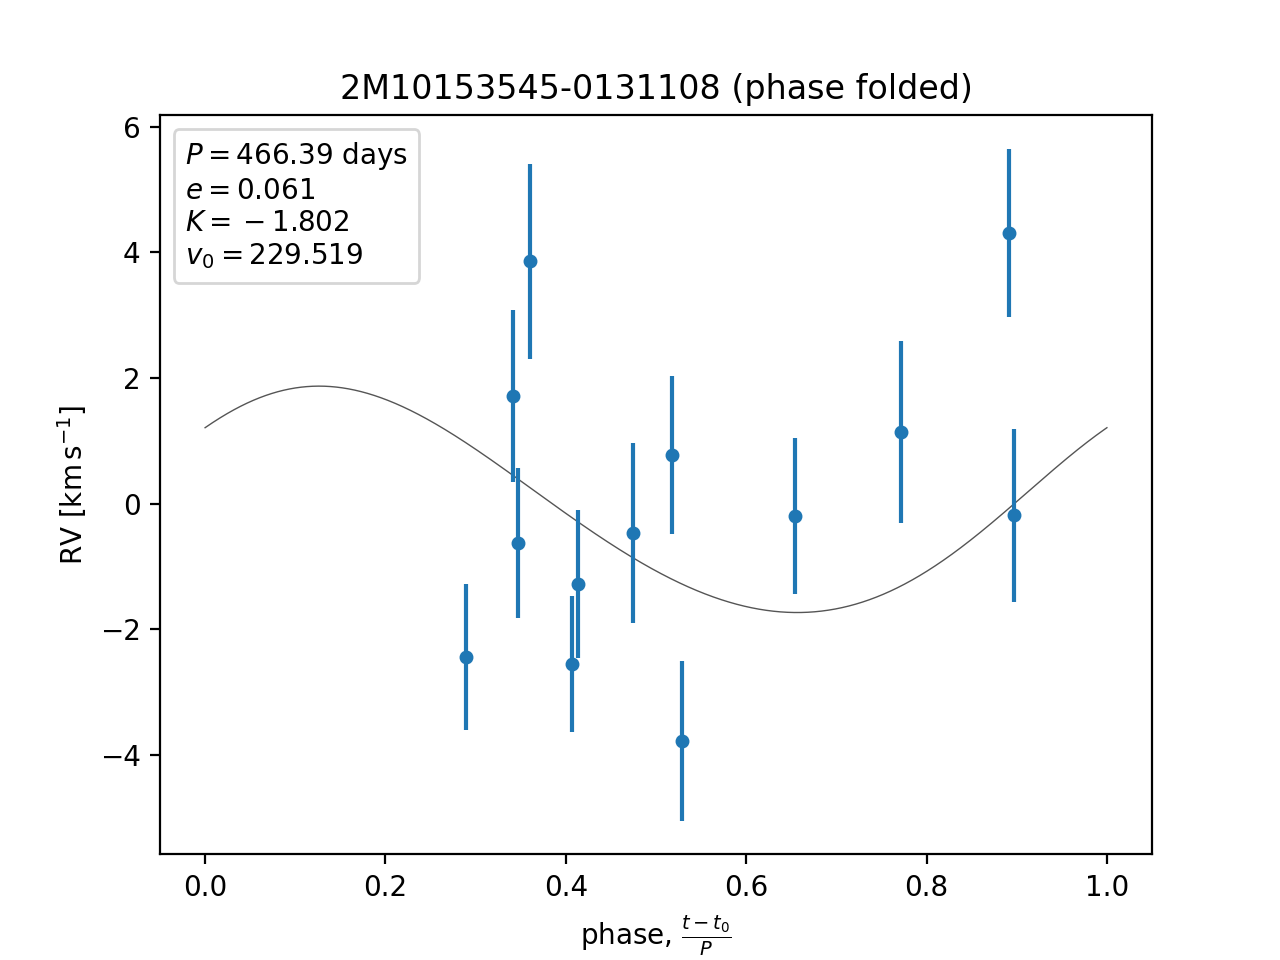 2M10153545-0131108 (phase folded)
P = 466.39 days
e = 0.061
K = −1.802
v₀ = 229.519
6
4
2
0
−2
−4
RV [km s⁻¹]
0.0 0.2 0.4 0.6 0.8 1.0
phase, (t − t₀)/P